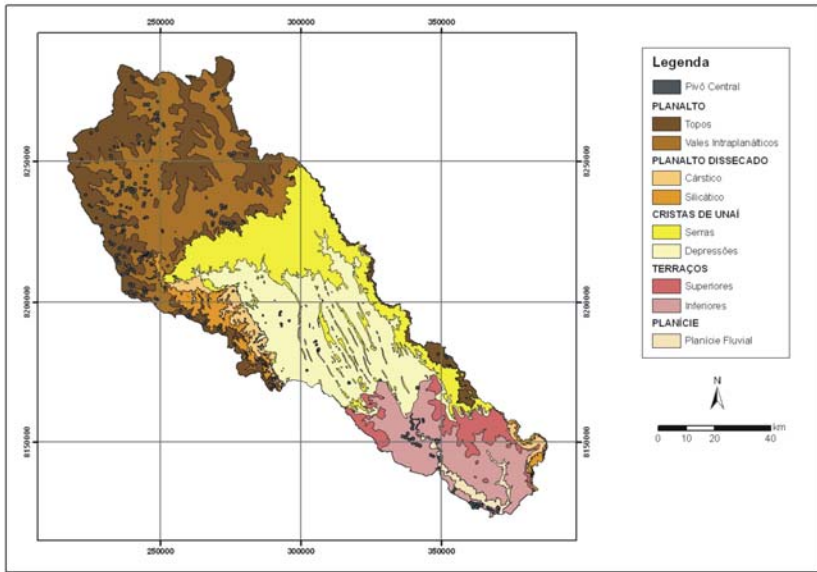 250000
300000
350000
8250000
8250000
8200000
8200000
8150000
8150000
250000
300000
350000
Legenda
Pivô Central
PLANALTO
Topos
Vales Intraplanálticos
PLANALTO DISSECADO
Cárstico
Silicático
CRISTAS DE UNAÍ
Serras
Depressões
TERRAÇOS
Superiores
Inferiores
PLANÍCIE
Planície Fluvial
N
km
0 10 20 40